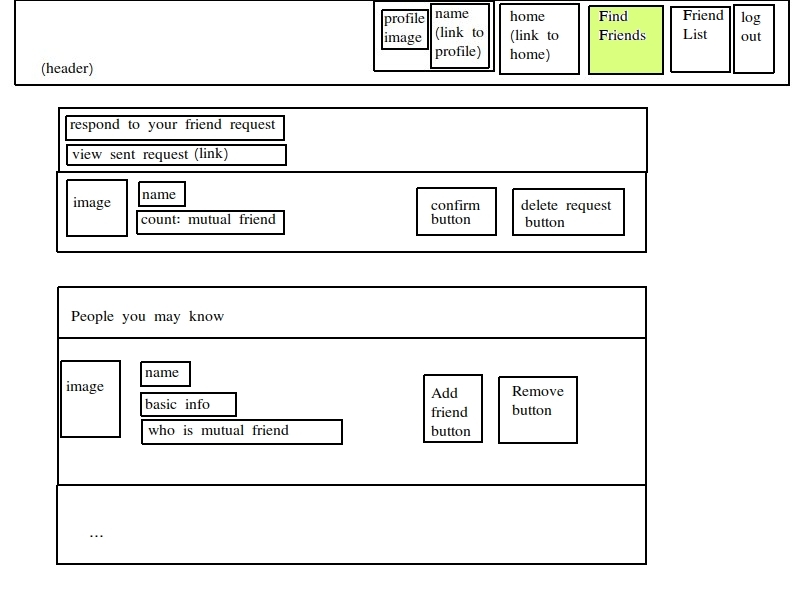 profile
image
name
(link to
profile)
home
(link to
home)
Find
Friends
Friend
List
log
out
(header)
respond to your friend request
view sent request (link)
image
name
count: mutual friend
confirm
button
delete request
button
People you may know
image
name
basic info
who is mutual friend
Add
friend
button
Remove
button
...